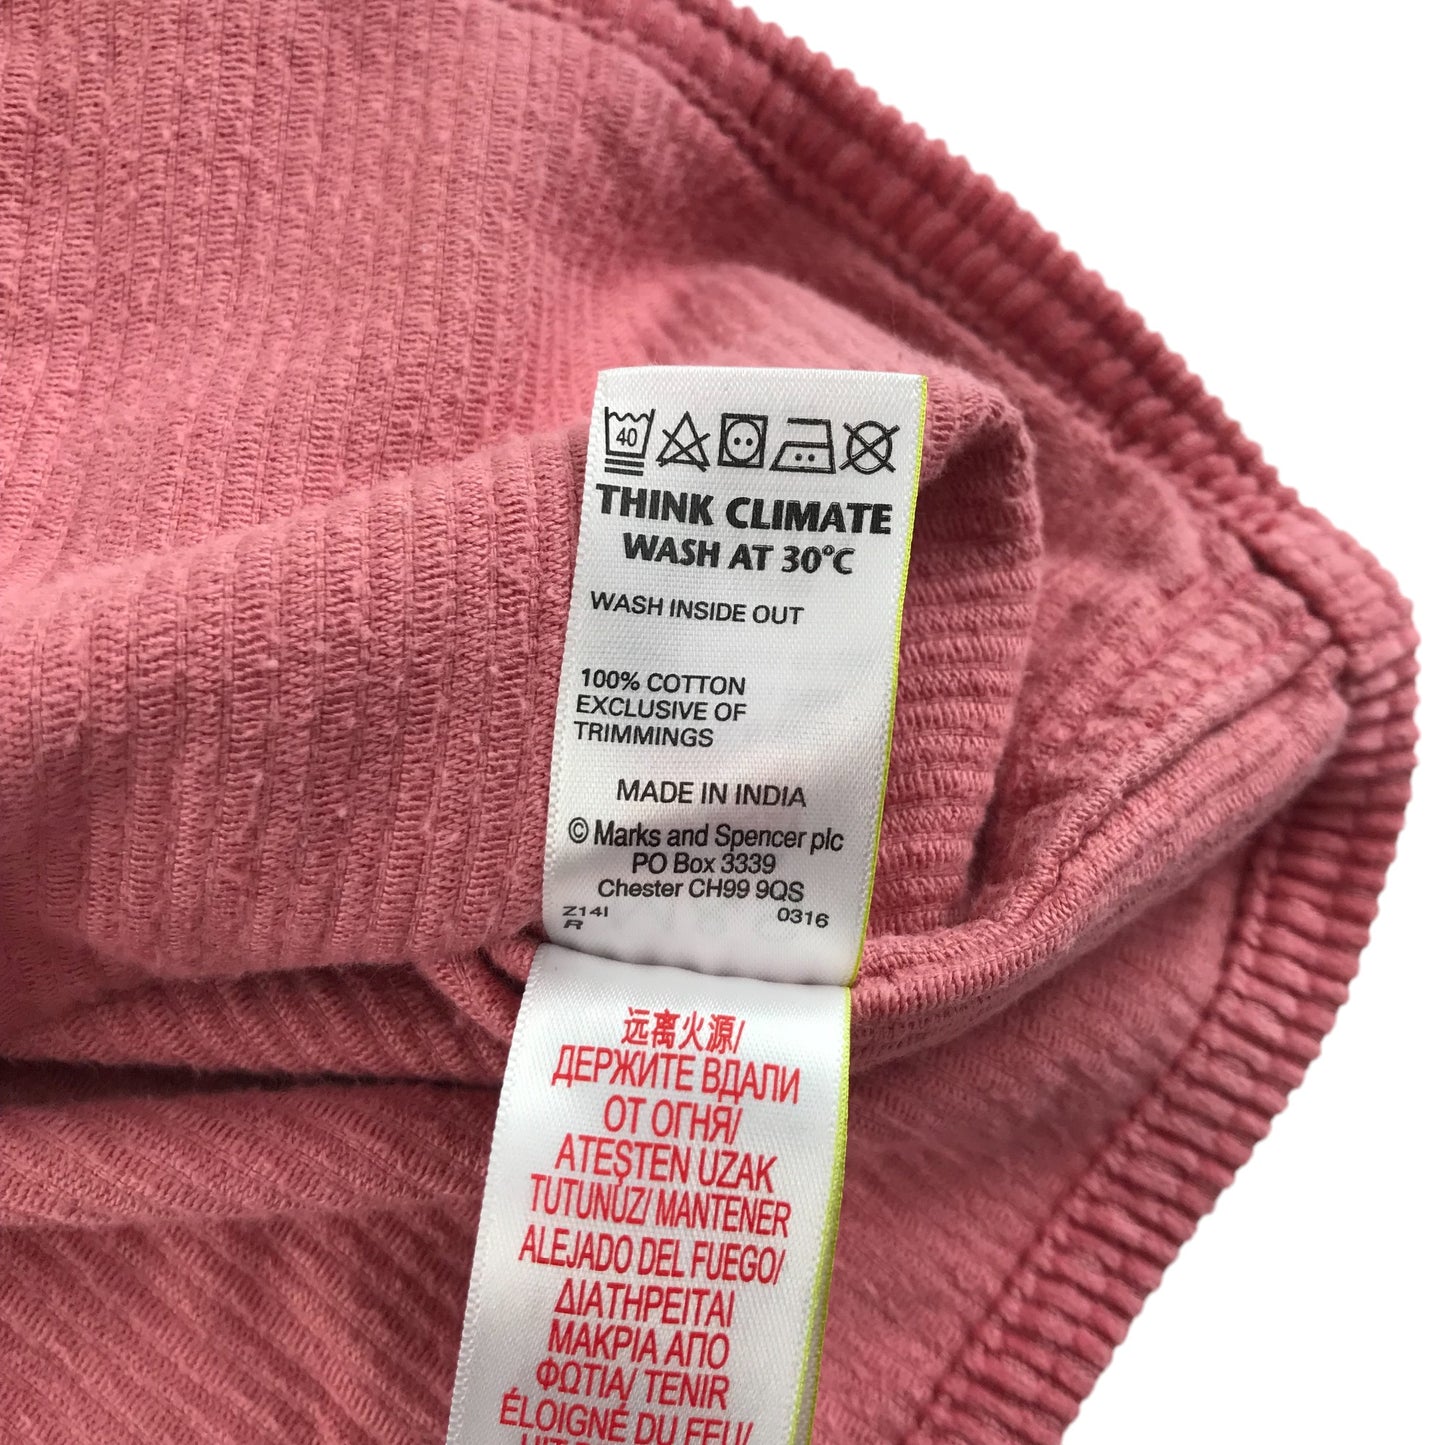 40
THINK CLIMATE
WASH AT 30°C
WASH INSIDE OUT
100% COTTON
EXCLUSIVE OF
TRIMMINGS
MADE IN INDIA
© Marks and Spencer plc
PO Box 3339
Chester CH99 9QS
Z14I 0316
R
远离火源/
ДЕРЖИТЕ ВДАЛИ
ОТ ОГНЯ/
ATEŞTEN UZAK
TUTUNUZ/ MANTENER
ALEJADO DEL FUEGO/
ΔΙΑΤΗΡΕΙΤΑΙ
ΜΑΚΡΙΑ ΑΠΟ
ΦΩΤΙΑ/ TENIR
ÉLOIGNÉ DU FEU/